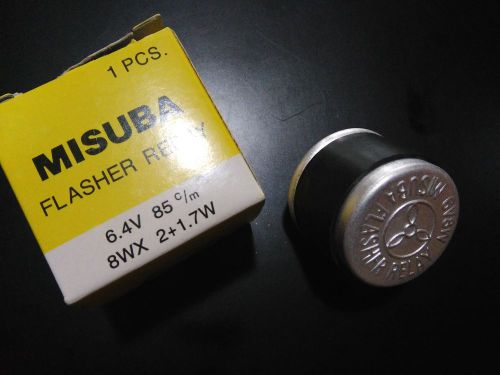 1 PCS.
MISUBA
FLASHER RELAY
6.4V 85 c/m
8WX 2+1.7W
MISUBA FLASHER RELAY